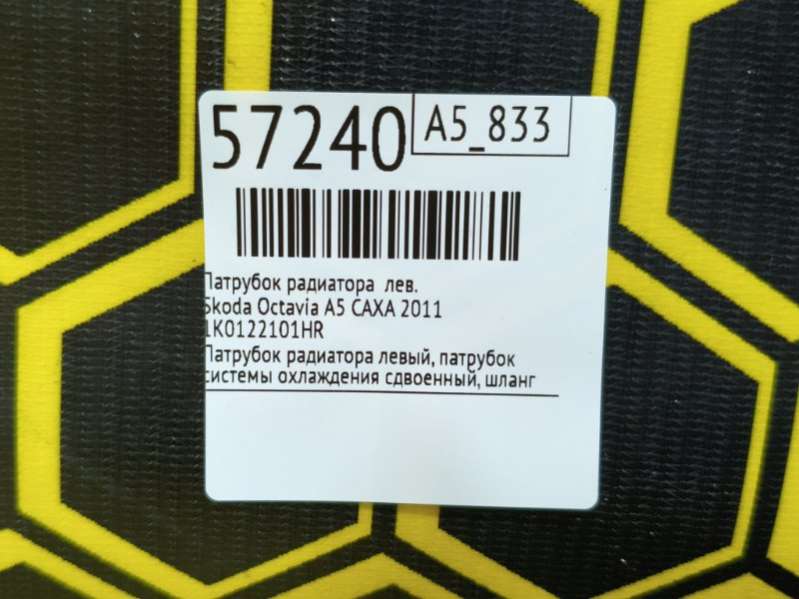 57240 A5_833
Патрубок радиатора лев.
Skoda Octavia A5 CAXA 2011
1K0122101HR
Патрубок радиатора левый, патрубок
системы охлаждения сдвоенный, шланг